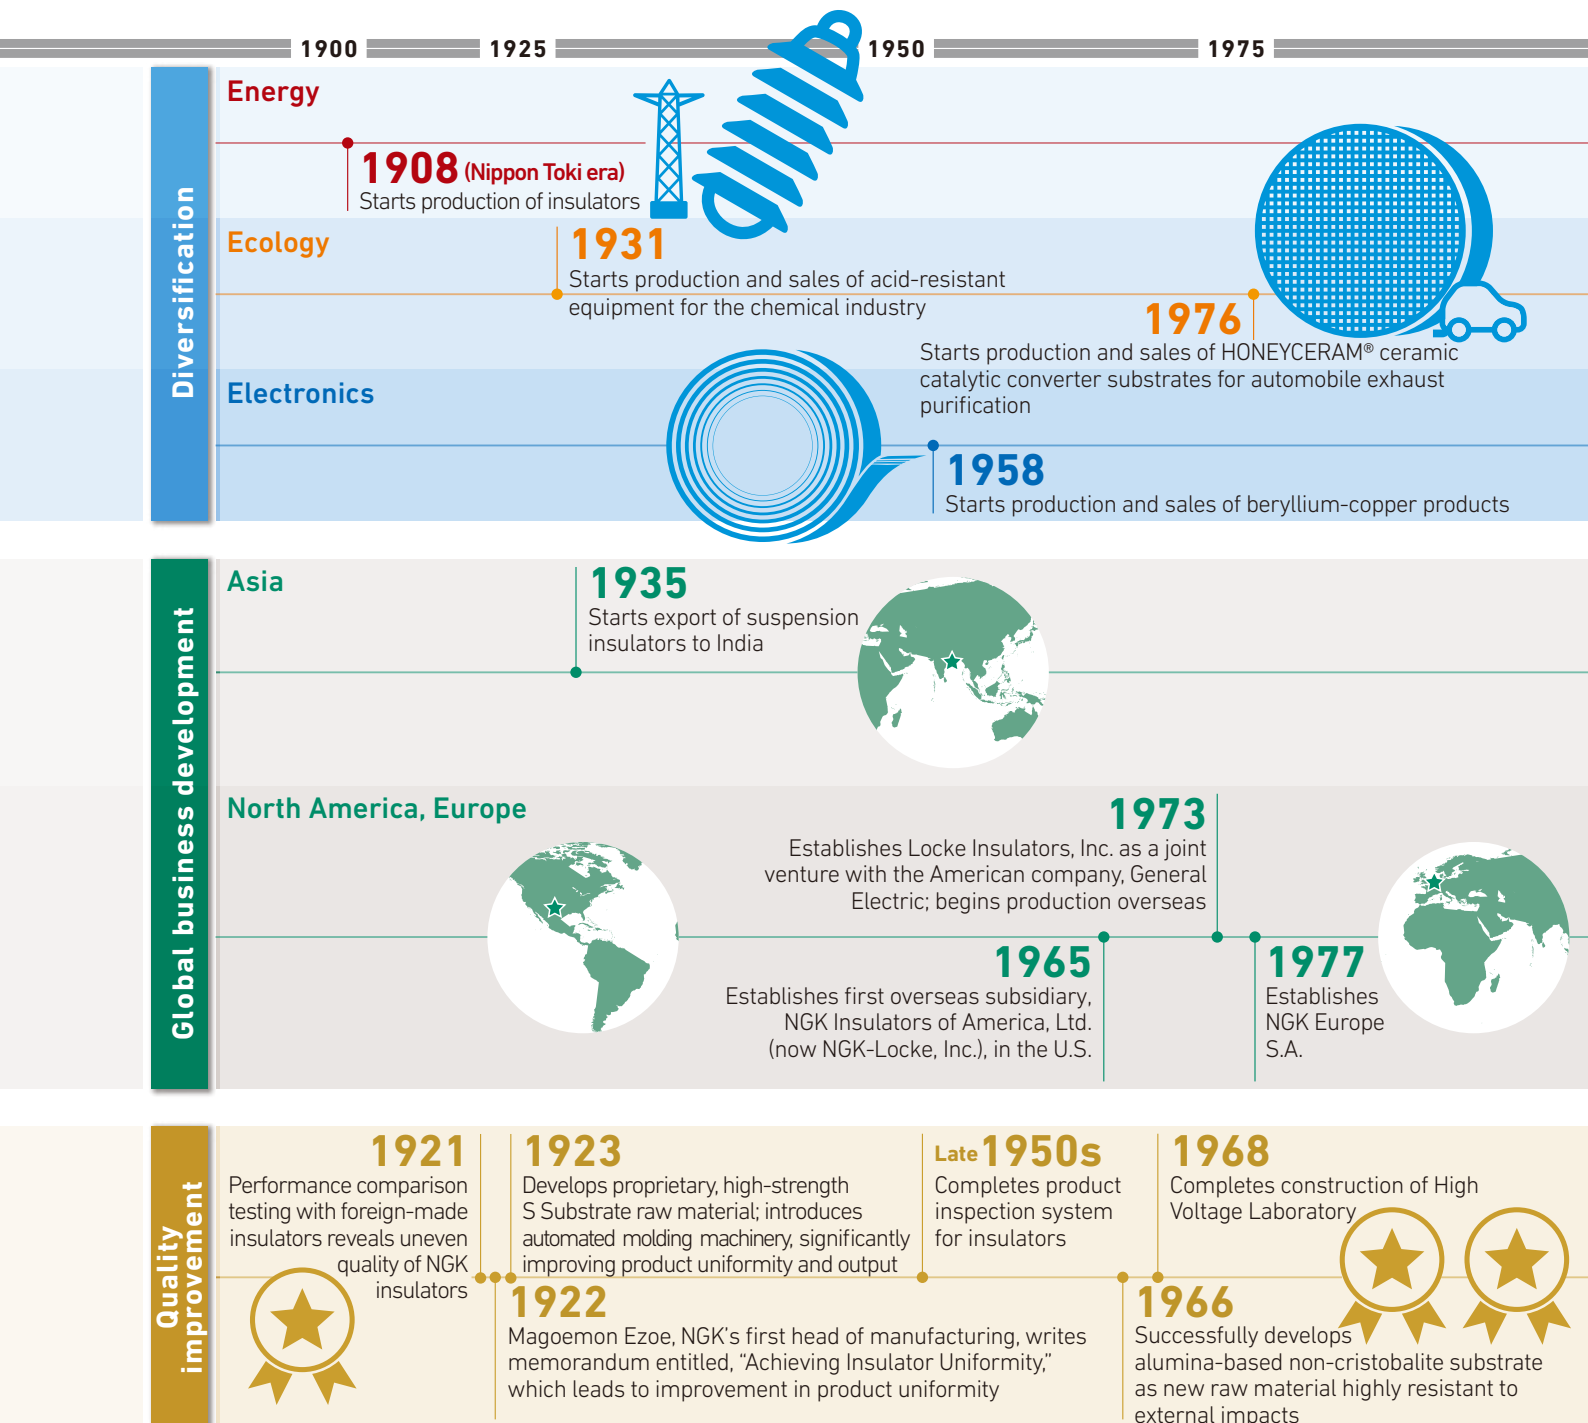 1900
1925
1950
1975
Diversification
Energy
1908 (Nippon Toki era)
Starts production of insulators
Ecology
1931
Starts production and sales of acid-resistant
equipment for the chemical industry
1976
Starts production and sales of HONEYCERAM® ceramic
catalytic converter substrates for automobile exhaust
purification
Electronics
1958
Starts production and sales of beryllium-copper products
Global business development
Asia
1935
Starts export of suspension
insulators to India
North America, Europe
1973
Establishes Locke Insulators, Inc. as a joint
venture with the American company, General
Electric; begins production overseas
1965
Establishes first overseas subsidiary,
NGK Insulators of America, Ltd.
(now NGK-Locke, Inc.), in the U.S.
1977
Establishes
NGK Europe
S.A.
Quality
improvement
1921
Performance comparison
testing with foreign-made
insulators reveals uneven
quality of NGK
insulators
1923
Develops proprietary, high-strength
S Substrate raw material; introduces
automated molding machinery, significantly
improving product uniformity and output
Late 1950s
Completes product
inspection system
for insulators
1968
Completes construction of High
Voltage Laboratory
1922
Magoemon Ezoe, NGK's first head of manufacturing, writes
memorandum entitled, “Achieving Insulator Uniformity,”
which leads to improvement in product uniformity
1966
Successfully develops
alumina-based non-cristobalite substrate
as new raw material highly resistant to
external impacts